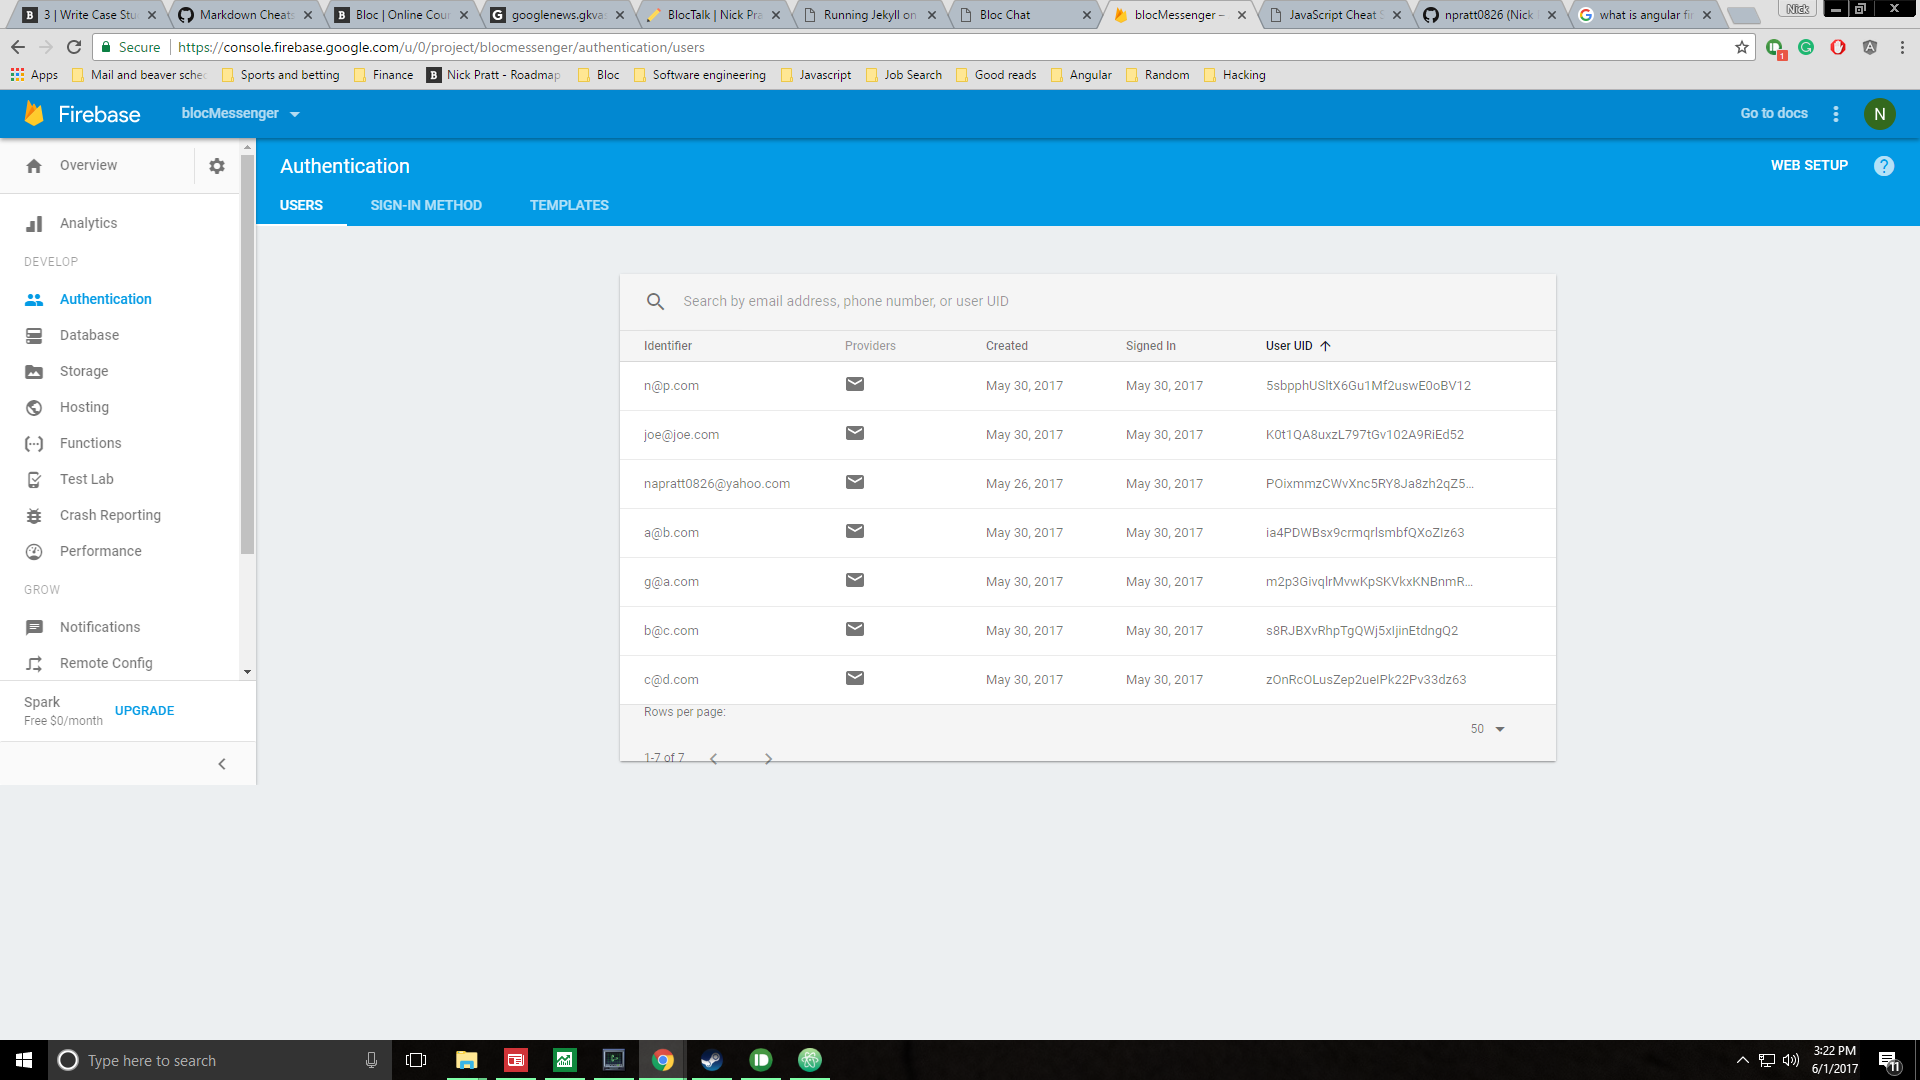 3 | Write Case Stu
Markdown Cheats
Bloc | Online Cour
googlenews.gkvas
BlocTalk | Nick Pra
Running Jekyll on
Bloc Chat
blocMessenger –
JavaScript Cheat S
npratt0826 (Nick
what is angular fir
Nick
Secure
https://console.firebase.google.com/u/0/project/blocmessenger/authentication/users
1
Apps
Mail and beaver sche
Sports and betting
Finance
Nick Pratt - Roadmap
Bloc
Software engineering
Javascript
Job Search
Good reads
Angular
Random
Hacking
Firebase
blocMessenger
Go to docs
N
Overview
Authentication
WEB SETUP
?
USERS
SIGN-IN METHOD
TEMPLATES
Analytics
DEVELOP
Authentication
Database
Storage
Hosting
Functions
Test Lab
Crash Reporting
Performance
GROW
Notifications
Remote Config
Spark
Free $0/month
UPGRADE
Search by email address, phone number, or user UID
Identifier Providers Created Signed In User UID
n@p.com May 30, 2017 May 30, 2017 5sbpphUSltX6Gu1Mf2uswE0oBV12
joe@joe.com May 30, 2017 May 30, 2017 K0t1QA8uxzL797tGv102A9RiEd52
napratt0826@yahoo.com May 26, 2017 May 30, 2017 POixmmzCWvXnc5RY8Ja8zh2qZ5...
a@b.com May 30, 2017 May 30, 2017 ia4PDWBsx9crmqrlsmbfQXoZIz63
g@a.com May 30, 2017 May 30, 2017 m2p3GivqlrMvwKpSKVkxKNBnmR...
b@c.com May 30, 2017 May 30, 2017 s8RJBXvRhpTgQWj5xIjinEtdngQ2
c@d.com May 30, 2017 May 30, 2017 zOnRcOLusZep2ueIPk22Pv33dz63
Rows per page:
50
1-7 of 7
Type here to search
3:22 PM
6/1/2017
11